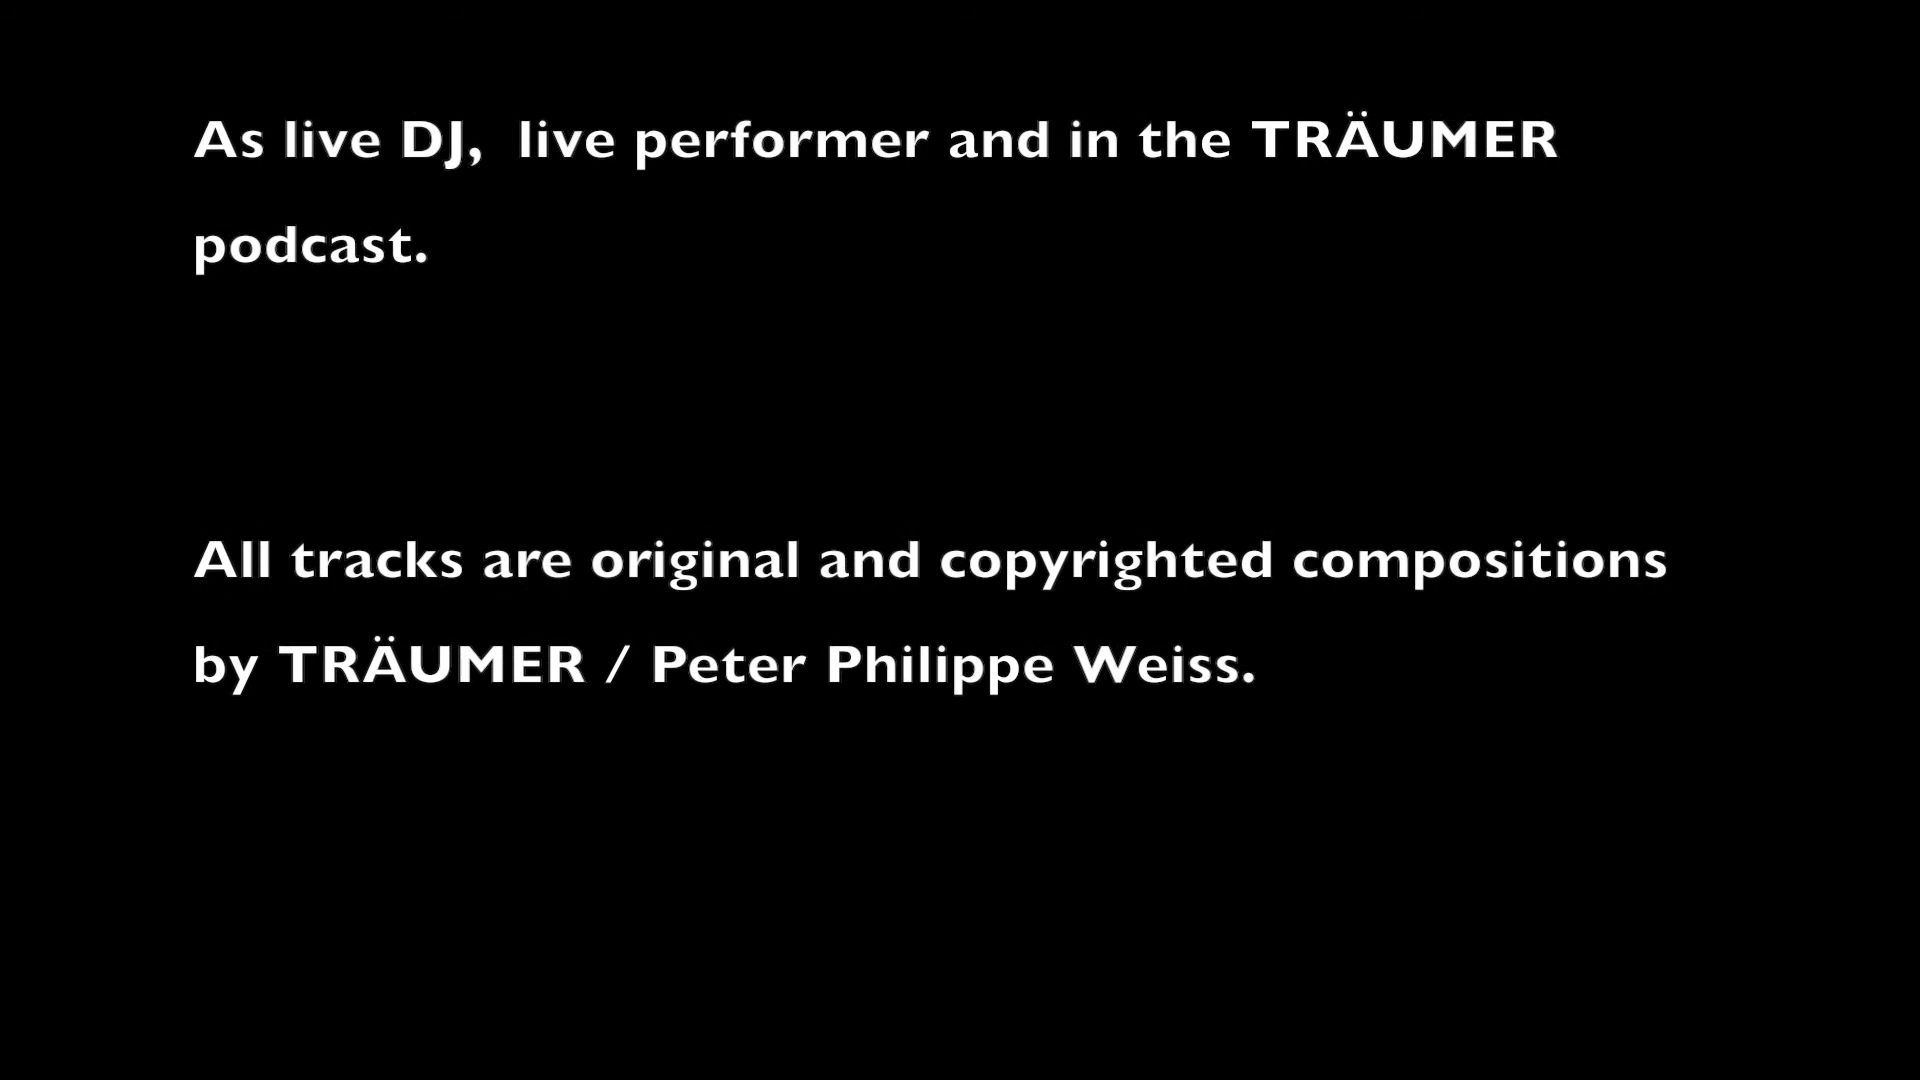 As live DJ,  live performer and in the TRÄUMER
podcast.
All tracks are original and copyrighted compositions
by TRÄUMER / Peter Philippe Weiss.